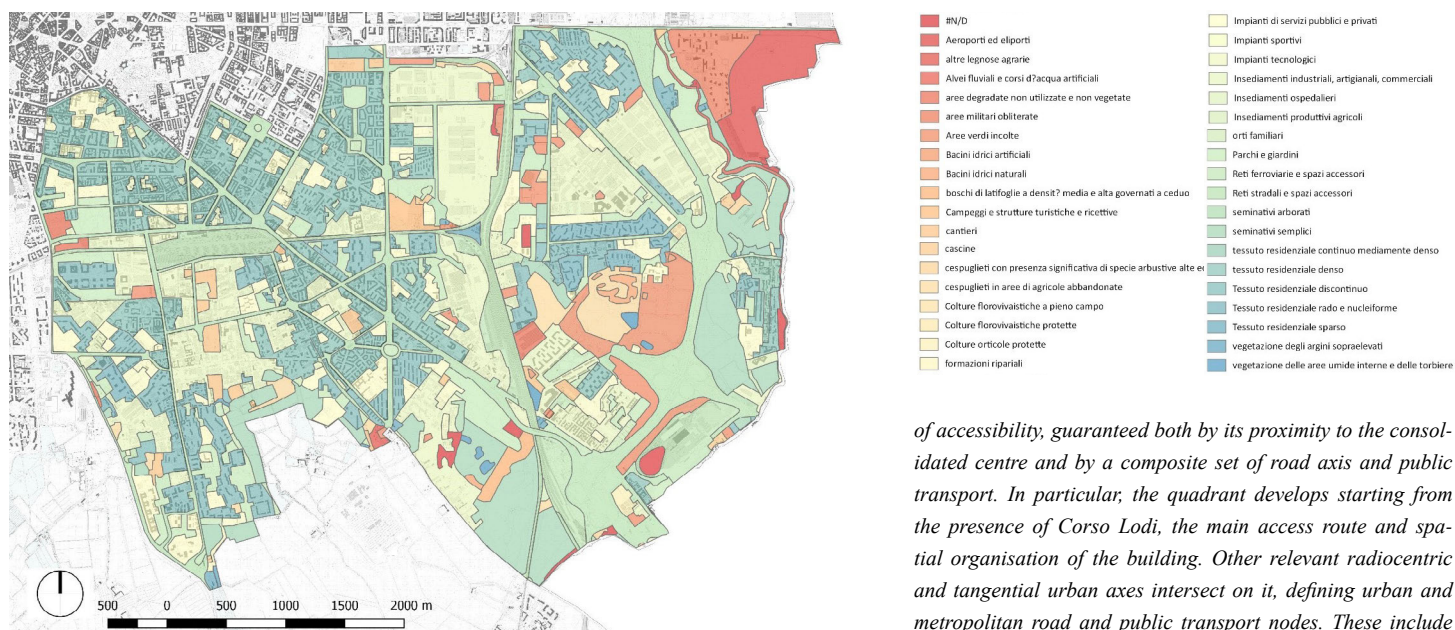 #N/D
Aeroporti ed eliporti
altre legnose agrarie
Alvei fluviali e corsi d?acqua artificiali
aree degradate non utilizzate e non vegetate
aree militari obliterate
Aree verdi incolte
Bacini idrici artificiali
Bacini idrici naturali
boschi di latifoglie a densit? media e alta governati a ceduo
Campeggi e strutture turistiche e ricettive
cantieri
cascine
cespuglieti con presenza significativa di specie arbustive alte e
cespuglieti in aree di agricole abbandonate
Colture florovivaistiche a pieno campo
Colture florovivaistiche protette
Colture orticole protette
formazioni ripariali
Impianti di servizi pubblici e privati
Impianti sportivi
Impianti tecnologici
Insediamenti industriali, artigianali, commerciali
Insediamenti ospedalieri
Insediamenti produttivi agricoli
orti familiari
Parchi e giardini
Reti ferroviarie e spazi accessori
Reti stradali e spazi accessori
seminativi arborati
seminativi semplici
tessuto residenziale continuo mediamente denso
tessuto residenziale denso
Tessuto residenziale discontinuo
Tessuto residenziale rado e nucleiforme
Tessuto residenziale sparso
vegetazione degli argini sopraelevati
vegetazione delle aree umide interne e delle torbiere
500 0 500 1000 1500 2000 m
of accessibility, guaranteed both by its proximity to the consol-
idated centre and by a composite set of road axis and public
transport. In particular, the quadrant develops starting from
the presence of Corso Lodi, the main access route and spa-
tial organisation of the building. Other relevant radiocentric
and tangential urban axes intersect on it, defining urban and
metropolitan road and public transport nodes. These include